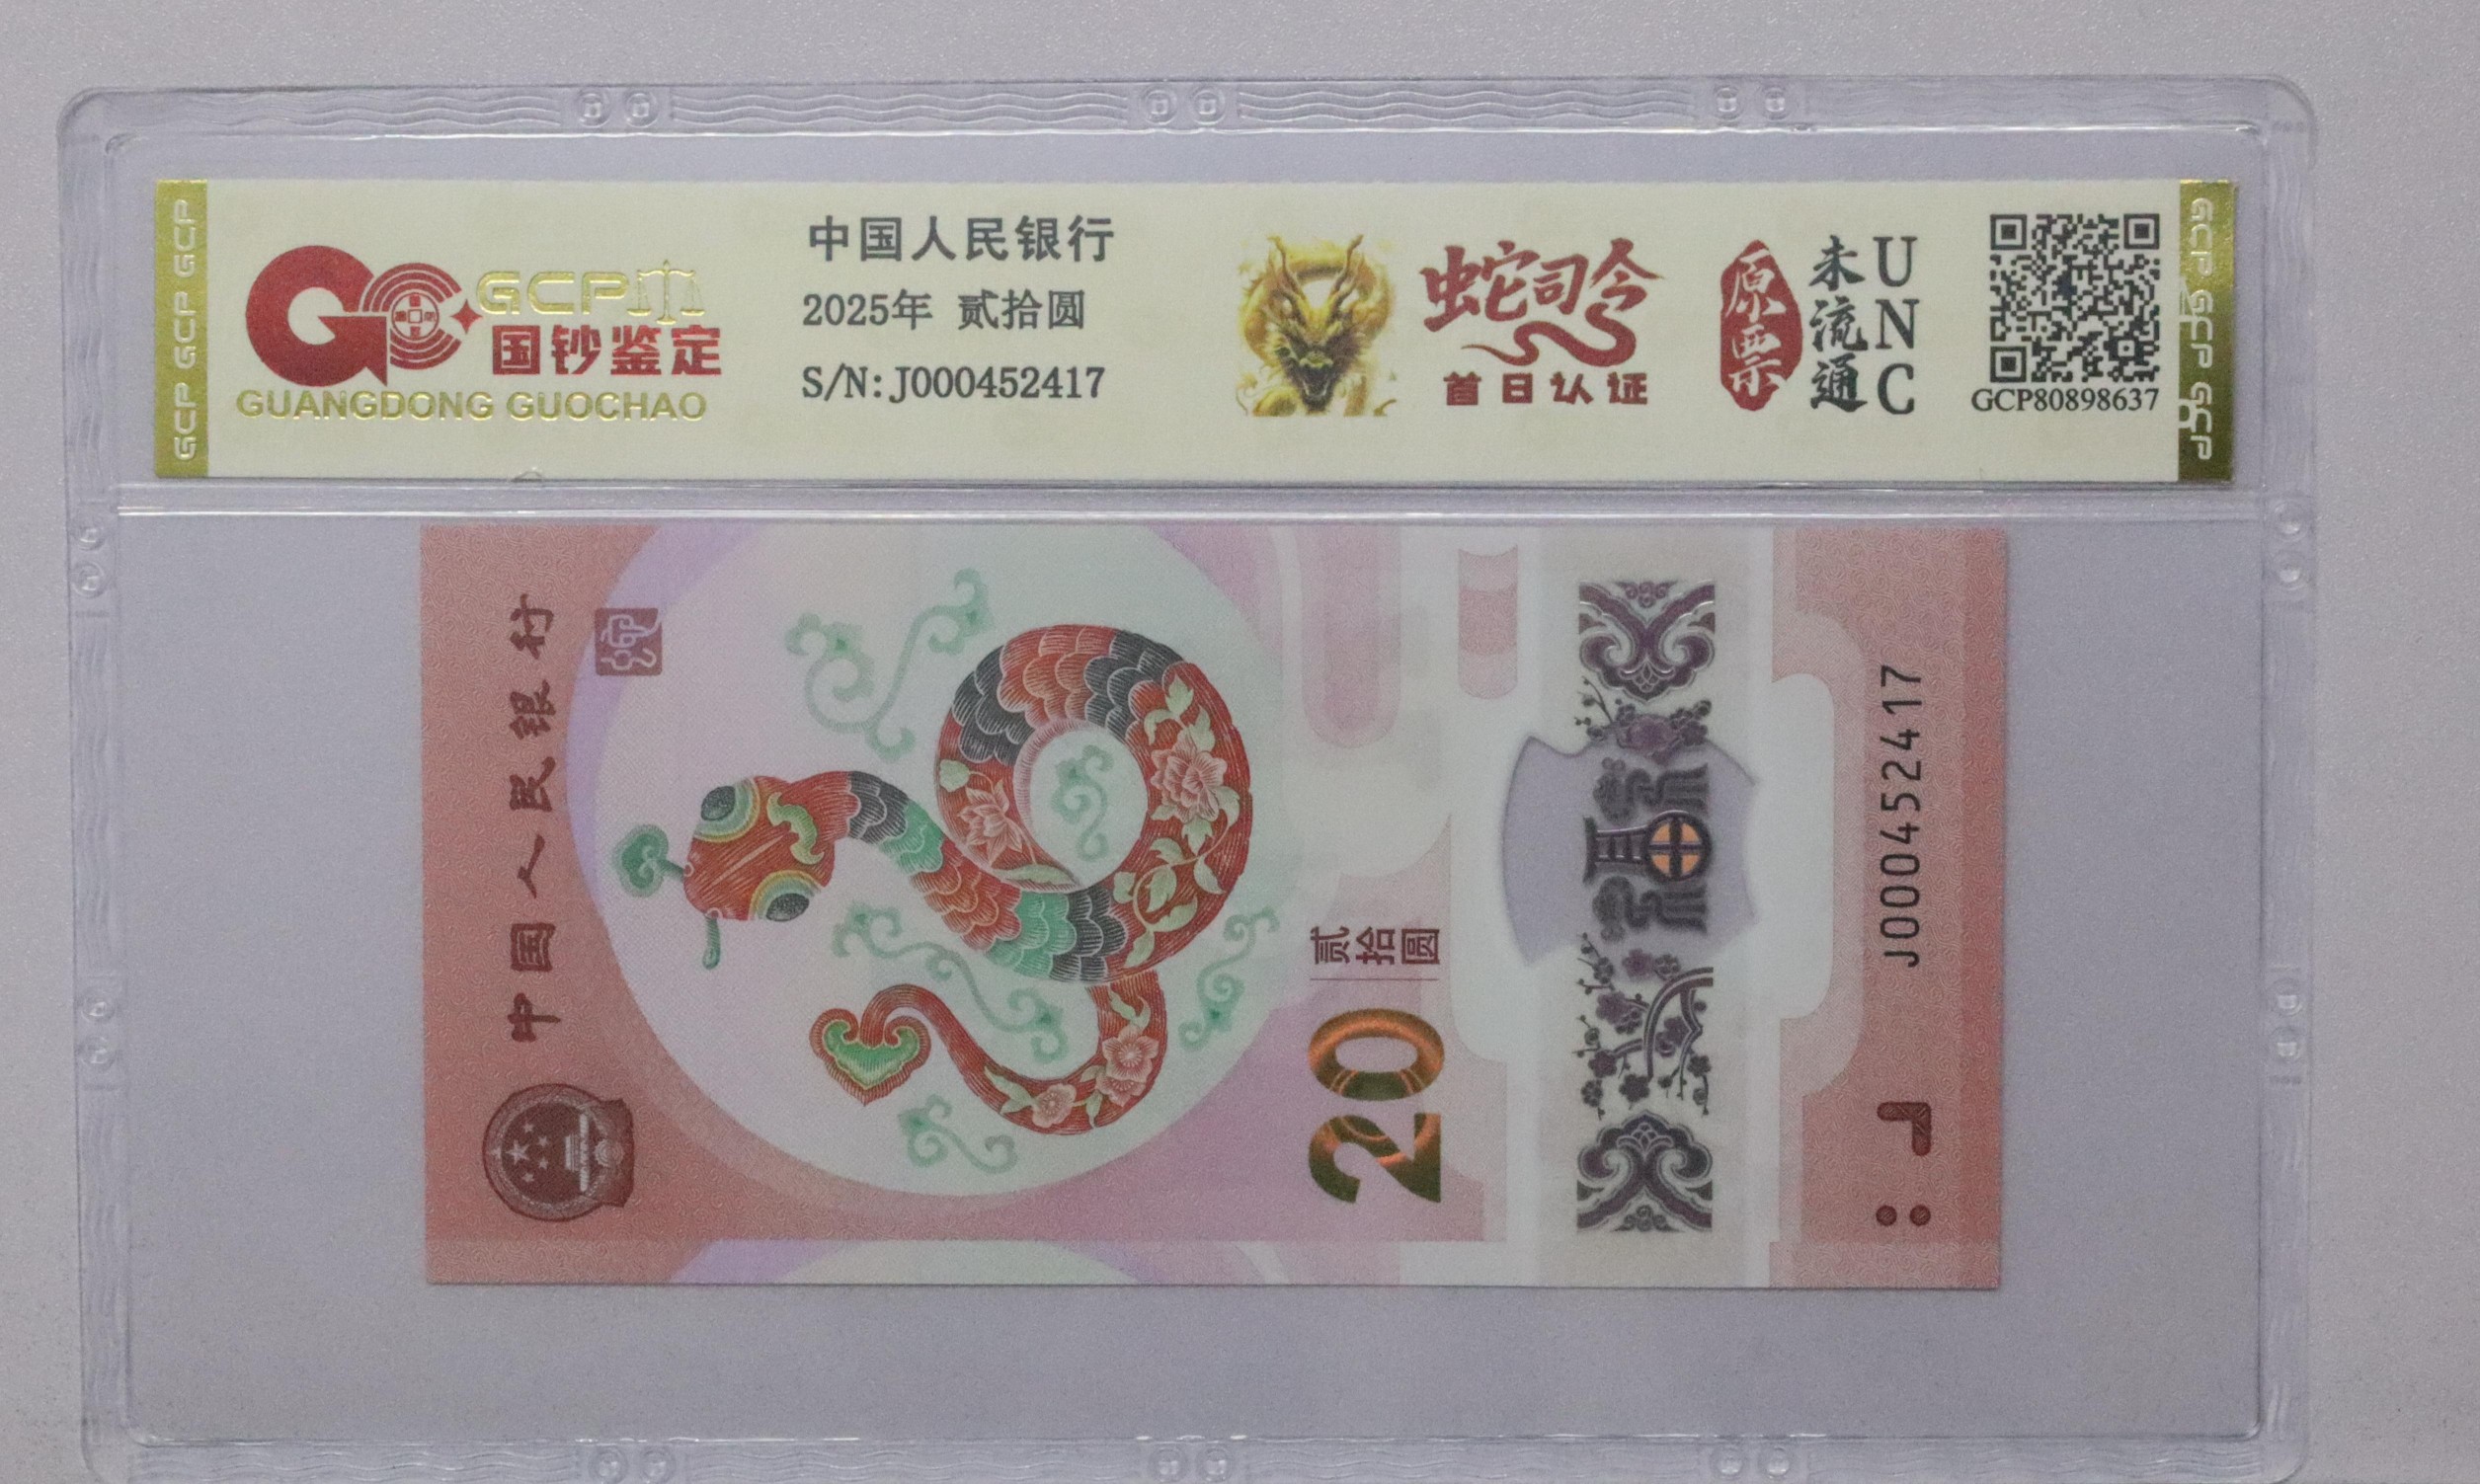 GCP GCP GCP
GCP
国钞鉴定
GUANGDONG GUOCHAO
中国人民银行
2025年 贰拾圆
S/N:J000452417
蛇司令
首日认证
原票
未流通
UNC
GCP80898637
GCP GCP GCP
中国人民银行
20
贰拾圆
福
J000452417